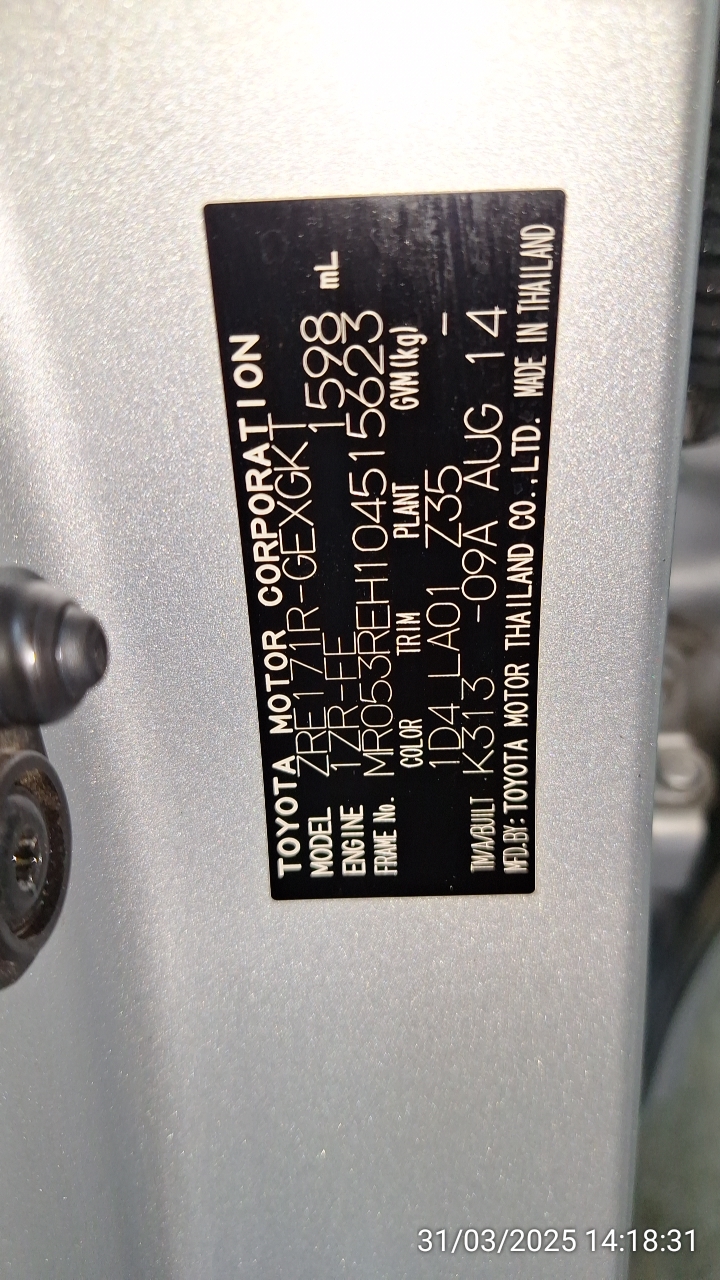 TOYOTA MOTOR CORPORATION
MODEL ZRE171R-GEXGKT
ENGINE 1ZR-FE 1598 mL
FRAME No. MR053REH104515623
COLOR TRIM PLANT GVM(kg)
1D4 LA01 Z35 -
TM/A/BUILT K313 -09A AUG 14
MFD.BY: TOYOTA MOTOR THAILAND CO.,LTD. MADE IN THAILAND
31/03/2025 14:18:31